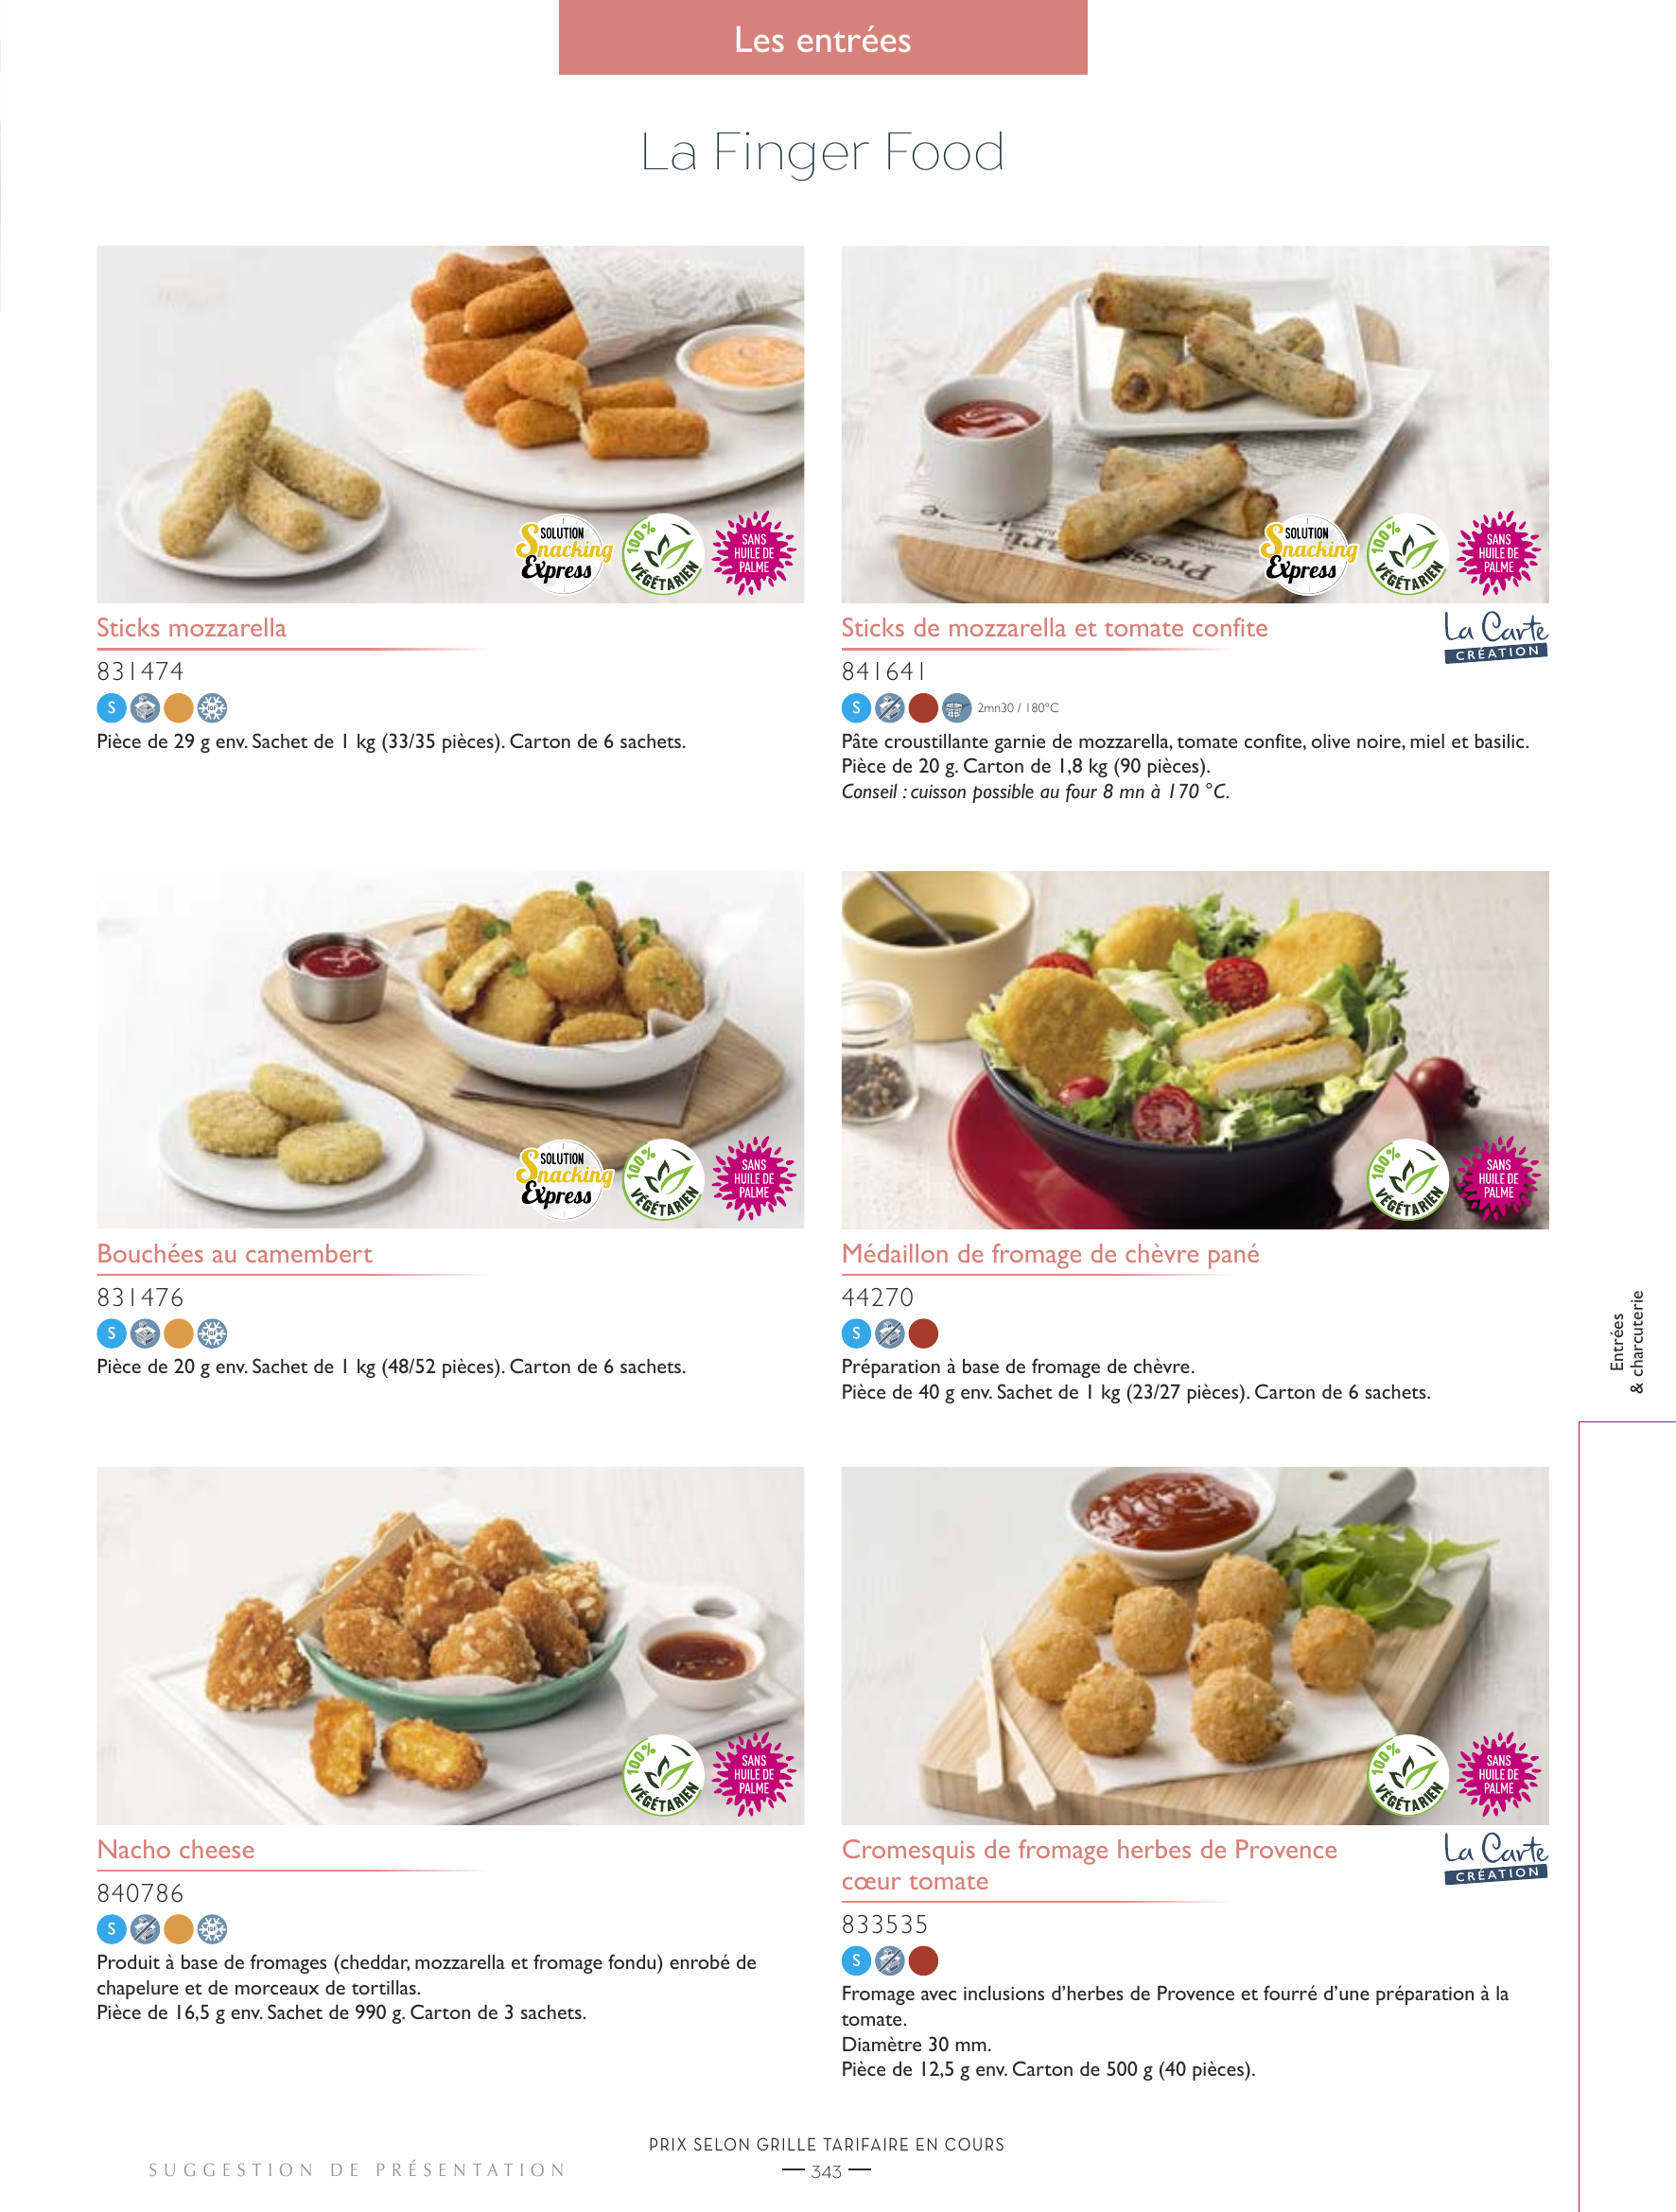 Les entrées
La Finger Food
SOLUTION
Snacking
Express
100%
VÉGÉTARIEN
SANS
HUILE DE
PALME
Sticks mozzarella
831474
S
Pièce de 29 g env. Sachet de 1 kg (33/35 pièces). Carton de 6 sachets.
SOLUTION
Snacking
Express
100%
VÉGÉTARIEN
SANS
HUILE DE
PALME
Sticks de mozzarella et tomate confite
La Carte
CRÉATION
841641
S
2mn30 / 180°C
Pâte croustillante garnie de mozzarella, tomate confite, olive noire, miel et basilic.
Pièce de 20 g. Carton de 1,8 kg (90 pièces).
Conseil : cuisson possible au four 8 mn à 170 °C.
SOLUTION
Snacking
Express
100%
VÉGÉTARIEN
SANS
HUILE DE
PALME
Bouchées au camembert
831476
S
Pièce de 20 g env. Sachet de 1 kg (48/52 pièces). Carton de 6 sachets.
100%
VÉGÉTARIEN
SANS
HUILE DE
PALME
Médaillon de fromage de chèvre pané
44270
S
Préparation à base de fromage de chèvre.
Pièce de 40 g env. Sachet de 1 kg (23/27 pièces). Carton de 6 sachets.
Entrées
& charcuterie
100%
VÉGÉTARIEN
SANS
HUILE DE
PALME
Nacho cheese
840786
S
Produit à base de fromages (cheddar, mozzarella et fromage fondu) enrobé de
chapelure et de morceaux de tortillas.
Pièce de 16,5 g env. Sachet de 990 g. Carton de 3 sachets.
100%
VÉGÉTARIEN
SANS
HUILE DE
PALME
Cromesquis de fromage herbes de Provence
cœur tomate
La Carte
CRÉATION
833535
S
Fromage avec inclusions d’herbes de Provence et fourré d’une préparation à la
tomate.
Diamètre 30 mm.
Pièce de 12,5 g env. Carton de 500 g (40 pièces).
PRIX SELON GRILLE TARIFAIRE EN COURS
SUGGESTION DE PRÉSENTATION
343